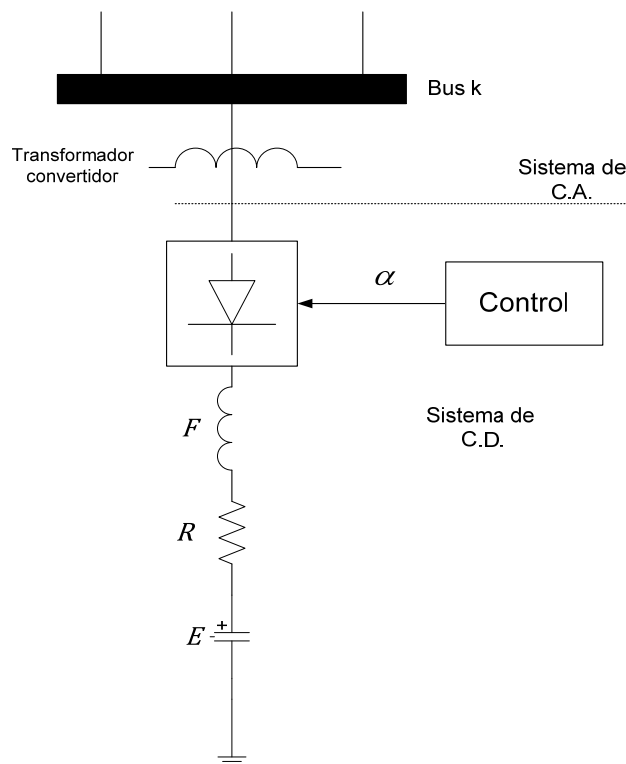 Bus k
Transformador
convertidor
Sistema de
C.A.
α
Control
F
Sistema de
C.D.
R
+
E